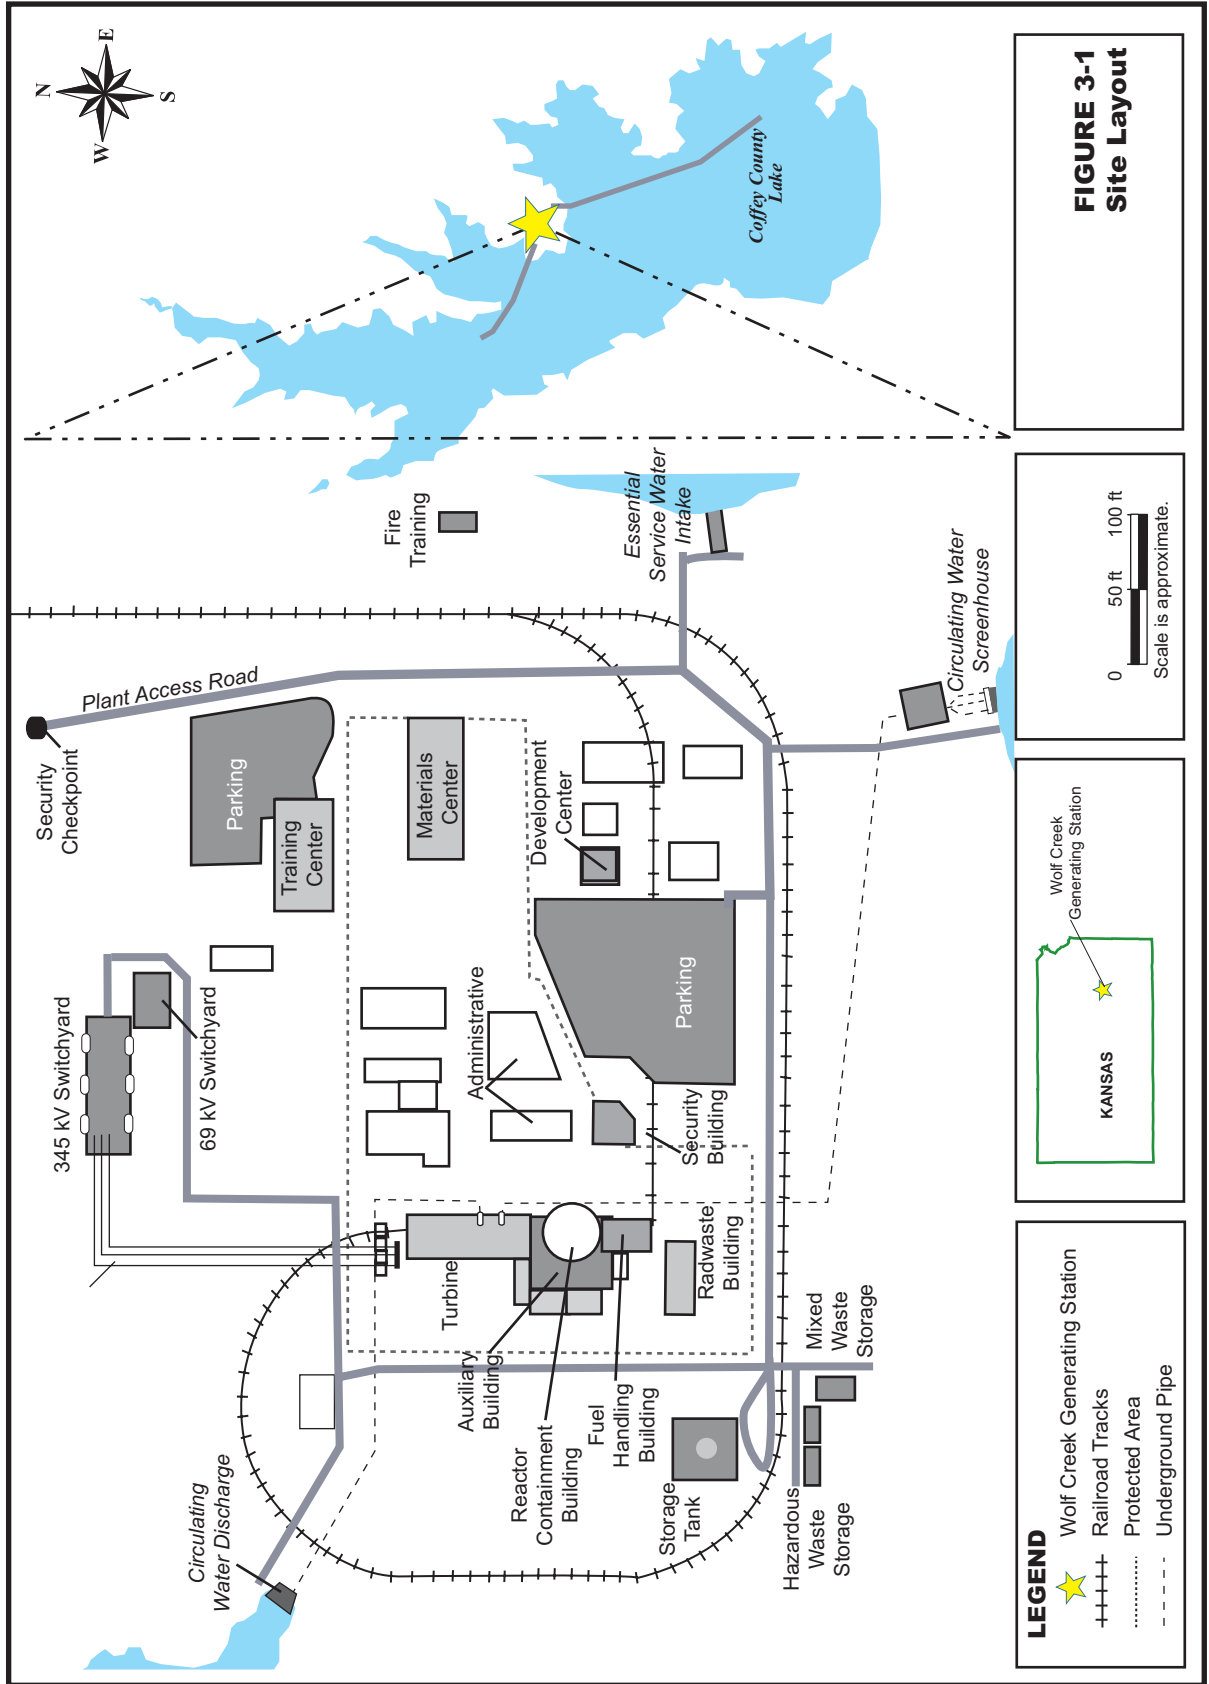 N
E
S
W
Coffey County
Lake
FIGURE 3-1
Site Layout
Security
Checkpoint
Plant Access Road
Parking
Training
Center
Materials
Center
Development
Center
Fire
Training
Essential
Service Water
Intake
Circulating Water
Screenhouse
345 kV Switchyard
69 kV Switchyard
Administrative
Parking
Security
Building
Turbine
Auxiliary
Building
Reactor
Containment
Building
Fuel
Handling
Building
Radwaste
Building
Mixed
Waste
Storage
Storage
Tank
Hazardous
Waste
Storage
Circulating
Water Discharge
0
50 ft
100 ft
Scale is approximate.
Wolf Creek
Generating Station
KANSAS
LEGEND
Wolf Creek Generating Station
Railroad Tracks
Protected Area
Underground Pipe